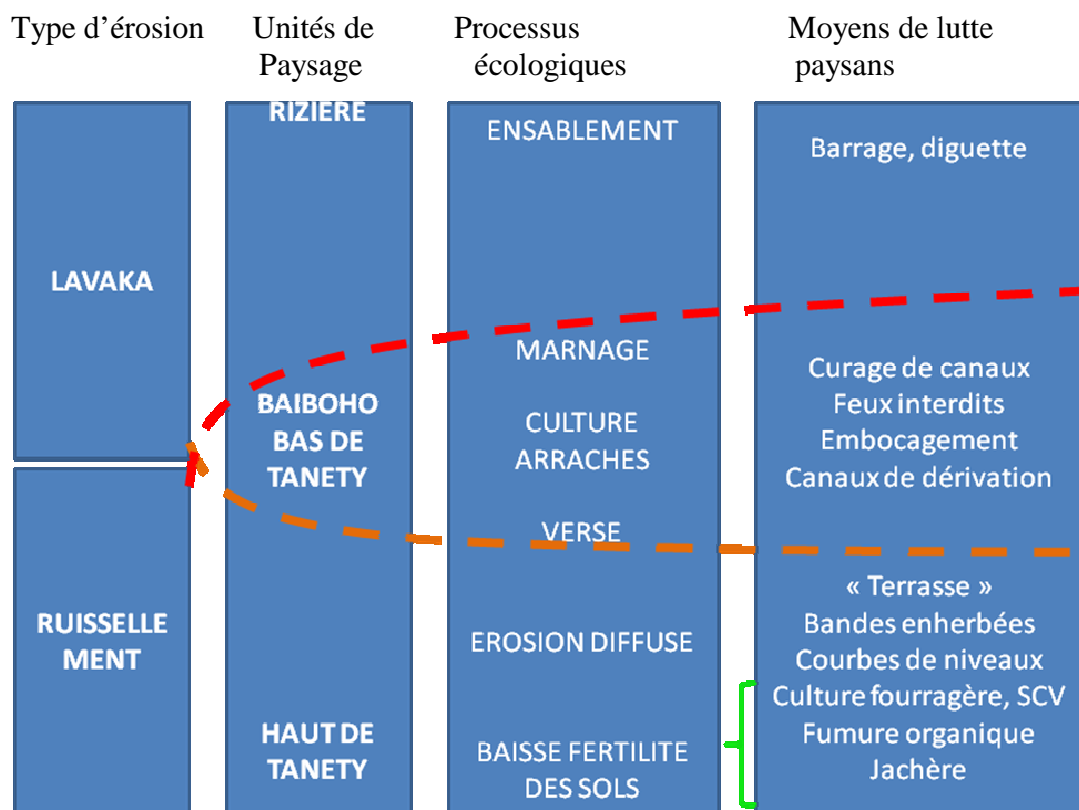 Type d’érosion
Unités de
Paysage
Processus
écologiques
Moyens de lutte
paysans
LAVAKA
RUISSELLE
MENT
RIZIERE
BAIBOHO
BAS DE
TANETY
HAUT DE
TANETY
ENSABLEMENT
MARNAGE
CULTURE
ARRACHES
VERSE
EROSION DIFFUSE
BAISSE FERTILITE
DES SOLS
Barrage, diguette
Curage de canaux
Feux interdits
Embocagement
Canaux de dérivation
« Terrasse »
Bandes enherbées
Courbes de niveaux
Culture fourragère, SCV
Fumure organique
Jachère